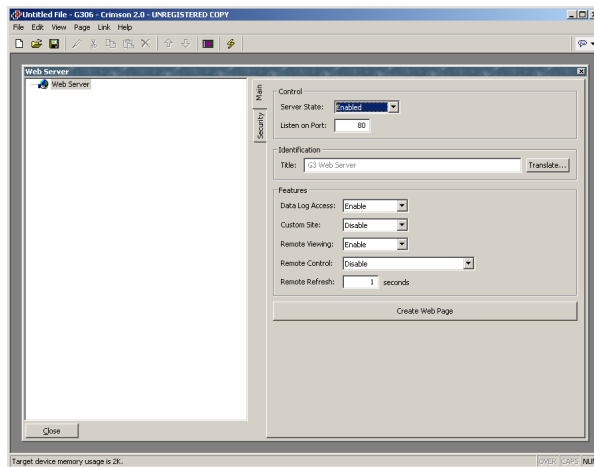 Untitled File - G306 - Crimson 2.0 - UNREGISTERED COPY
File Edit View Page Link Help
Web Server
Web Server
Main
Security
Control
Server State: Enabled
Listen on Port: 80
Identification
Title: G3 Web Server Translate...
Features
Data Log Access: Enable
Custom Site: Disable
Remote Viewing: Enable
Remote Control: Disable
Remote Refresh: 1 seconds
Create Web Page
Close
Target device memory usage is 2K. OVER CAPS NUM